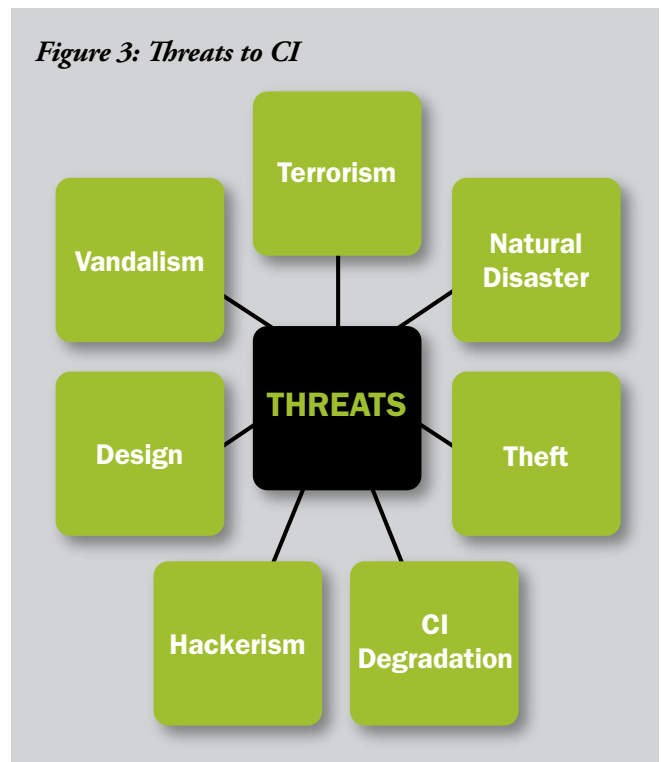 Figure 3: Threats to CI
Terrorism
Natural
Disaster
Vandalism
THREATS
Design
Theft
Hackerism
CI
Degradation